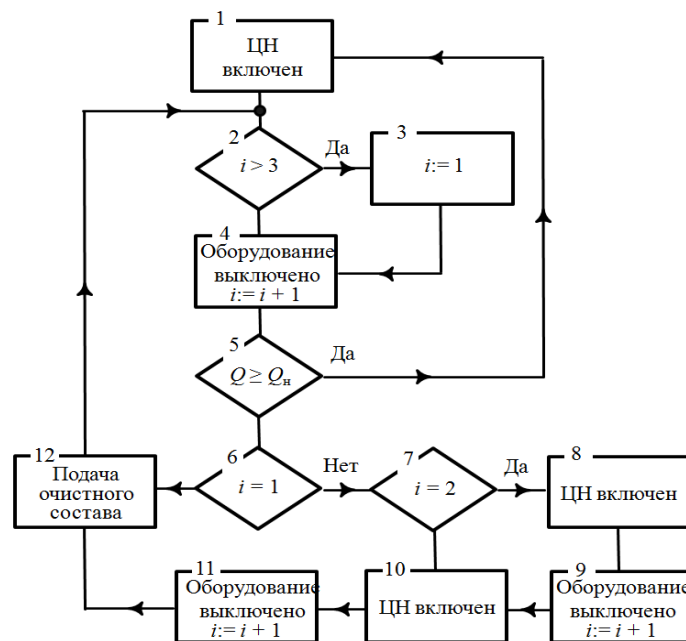 1
ЦН
включен
2
i > 3
Да
3
i:= 1
4
Оборудование
выключено
i:= i + 1
5
Q ≥ Qн
Да
6
i = 1
Нет
7
i = 2
Да
8
ЦН включен
12
Подача
очистного
состава
11
Оборудование
выключено
i:= i + 1
10
ЦН включен
9
Оборудование
выключено
i:= i + 1